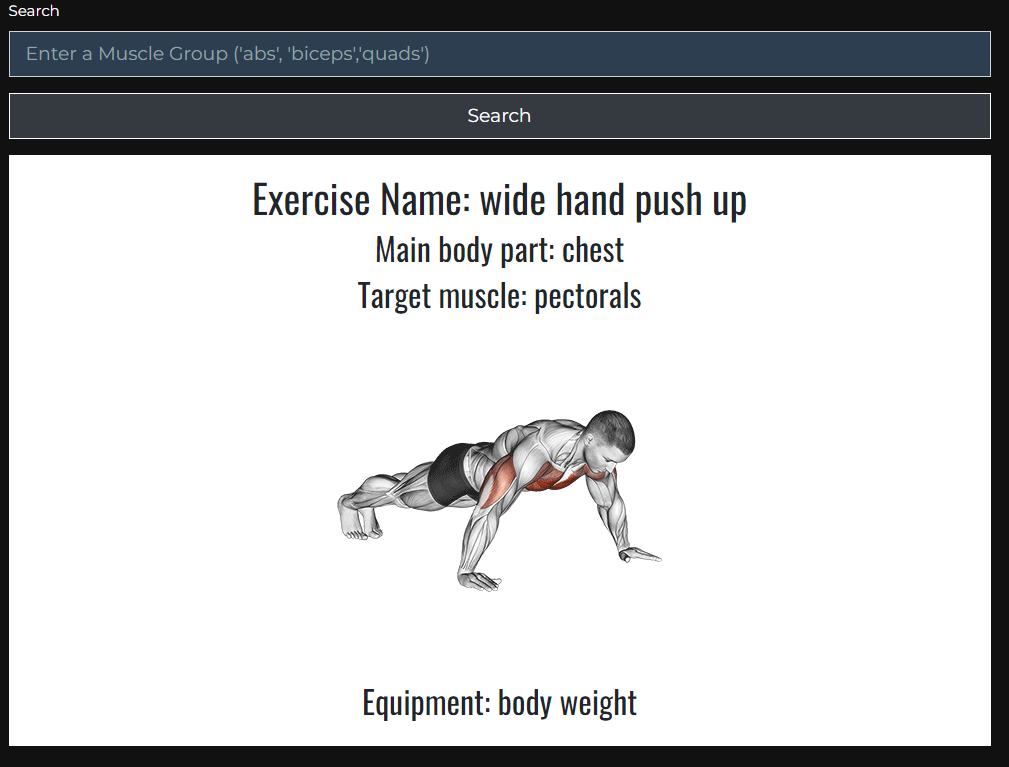 Search
Enter a Muscle Group ('abs', 'biceps','quads')
Search
Exercise Name: wide hand push up
Main body part: chest
Target muscle: pectorals
Equipment: body weight